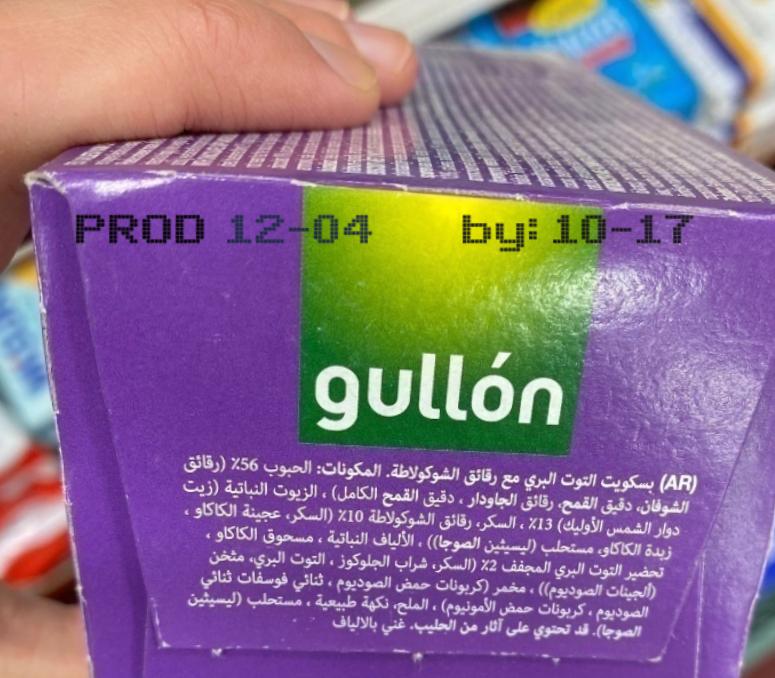 PROD 12-04 by: 10-17
gullón
(AR) بسكويت التوت البري مع رقائق الشوكولاطة. المكونات: الحبوب 56٪ (رقائق
الشوفان، دقيق القمح، رقائق الجاودار ، دقيق القمح الكامل) ، الزيوت النباتية (زيت
دوار الشمس الأوليك) 13٪ ، السكر، رقائق الشوكولاطة 10٪ (السكر، عجينة الكاكاو ،
زبدة الكاكاو، مستحلب (ليسيثين الصوجا)) ، الألياف النباتية ، مسحوق الكاكاو ،
تحضير التوت البري المجفف 2٪ (السكر، شراب الجلوكوز ، التوت البري، مثخن
(ألجينات الصوديوم)) ، مخمر (كربونات حمض الصوديوم ، ثنائي فوسفات ثنائي
الصوديوم ، كربونات حمض الأمونيوم) ، الملح، نكهة طبيعية ، مستحلب (ليسيثين
الصوجا). قد تحتوي على آثار من الحليب. غني بالالياف